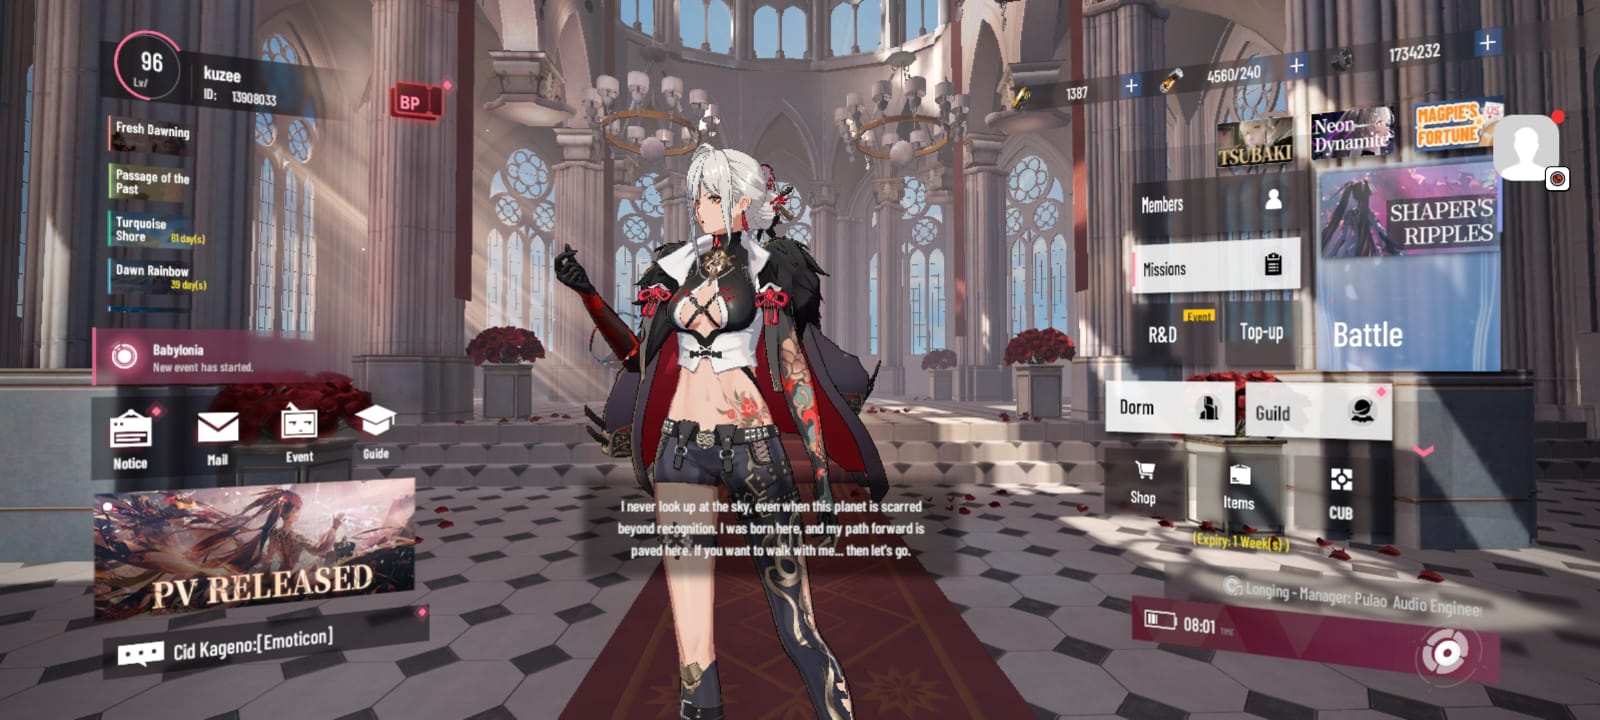 96
Lv/
kuzee
ID: 13908033
BP
1387
4560/240
1734232
Fresh Dawning
Passage of the
Past
Turquoise
Shore
81 day(s)
Dawn Rainbow
39 day(s)
Babylonia
New event has started.
Notice
Mail
Event
Guide
PV RELEASED
Cid Kageno:[Emoticon]
I never look up at the sky, even when this planet is scarred
beyond recognition. I was born here, and my path forward is
paved here. If you want to walk with me... then let's go.
TSUBAKI
Neon
Dynamite
MAGPIE'S
FORTUNE
Members
Missions
SHAPER'S
RIPPLES
R&D
Event
Top-up
Battle
Dorm
Guild
Shop
Items
CUB
(Expiry: 1 Week(s) )
Longing - Manager: Pulao Audio Enginee
08:01
TIME